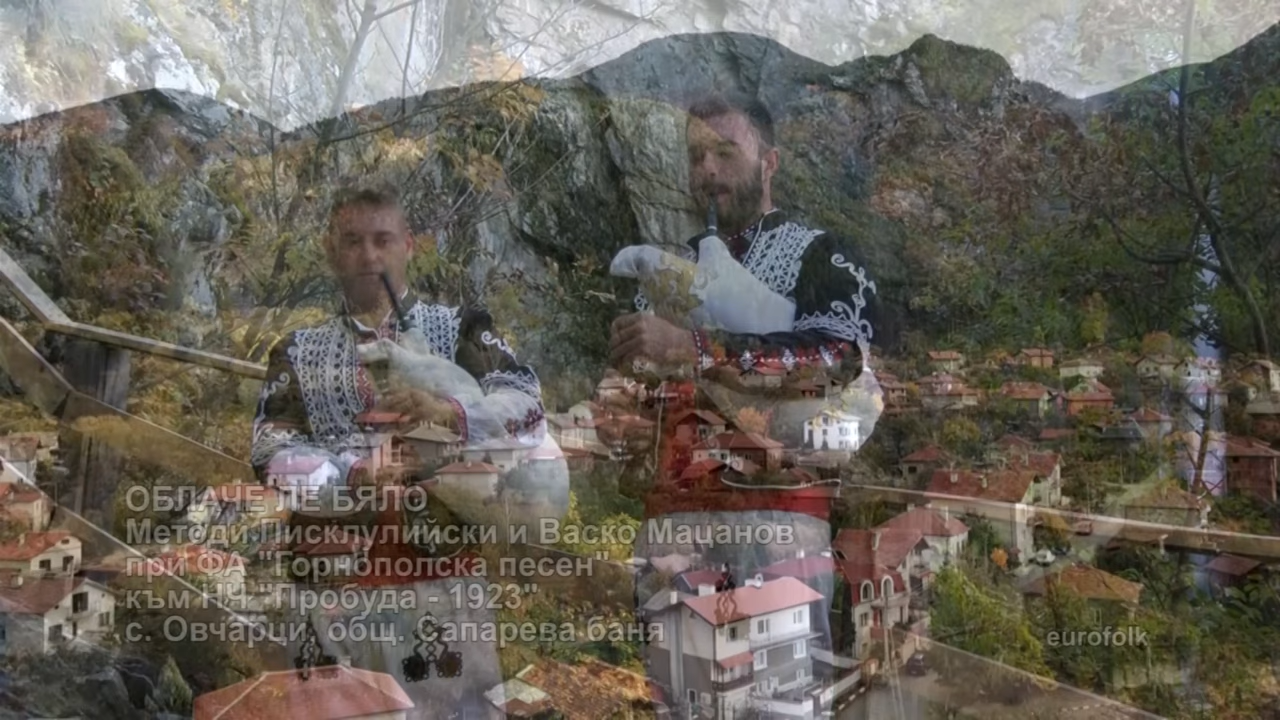 ОБЛАЧЕ ЛЕ БЯЛО
Методи Писклулийски и Васко Мацанов
при ФА "Горнополска песен"
към НЧ "Пробуда - 1923"
с. Овчарци, общ. Сапарева баня
eurofolk